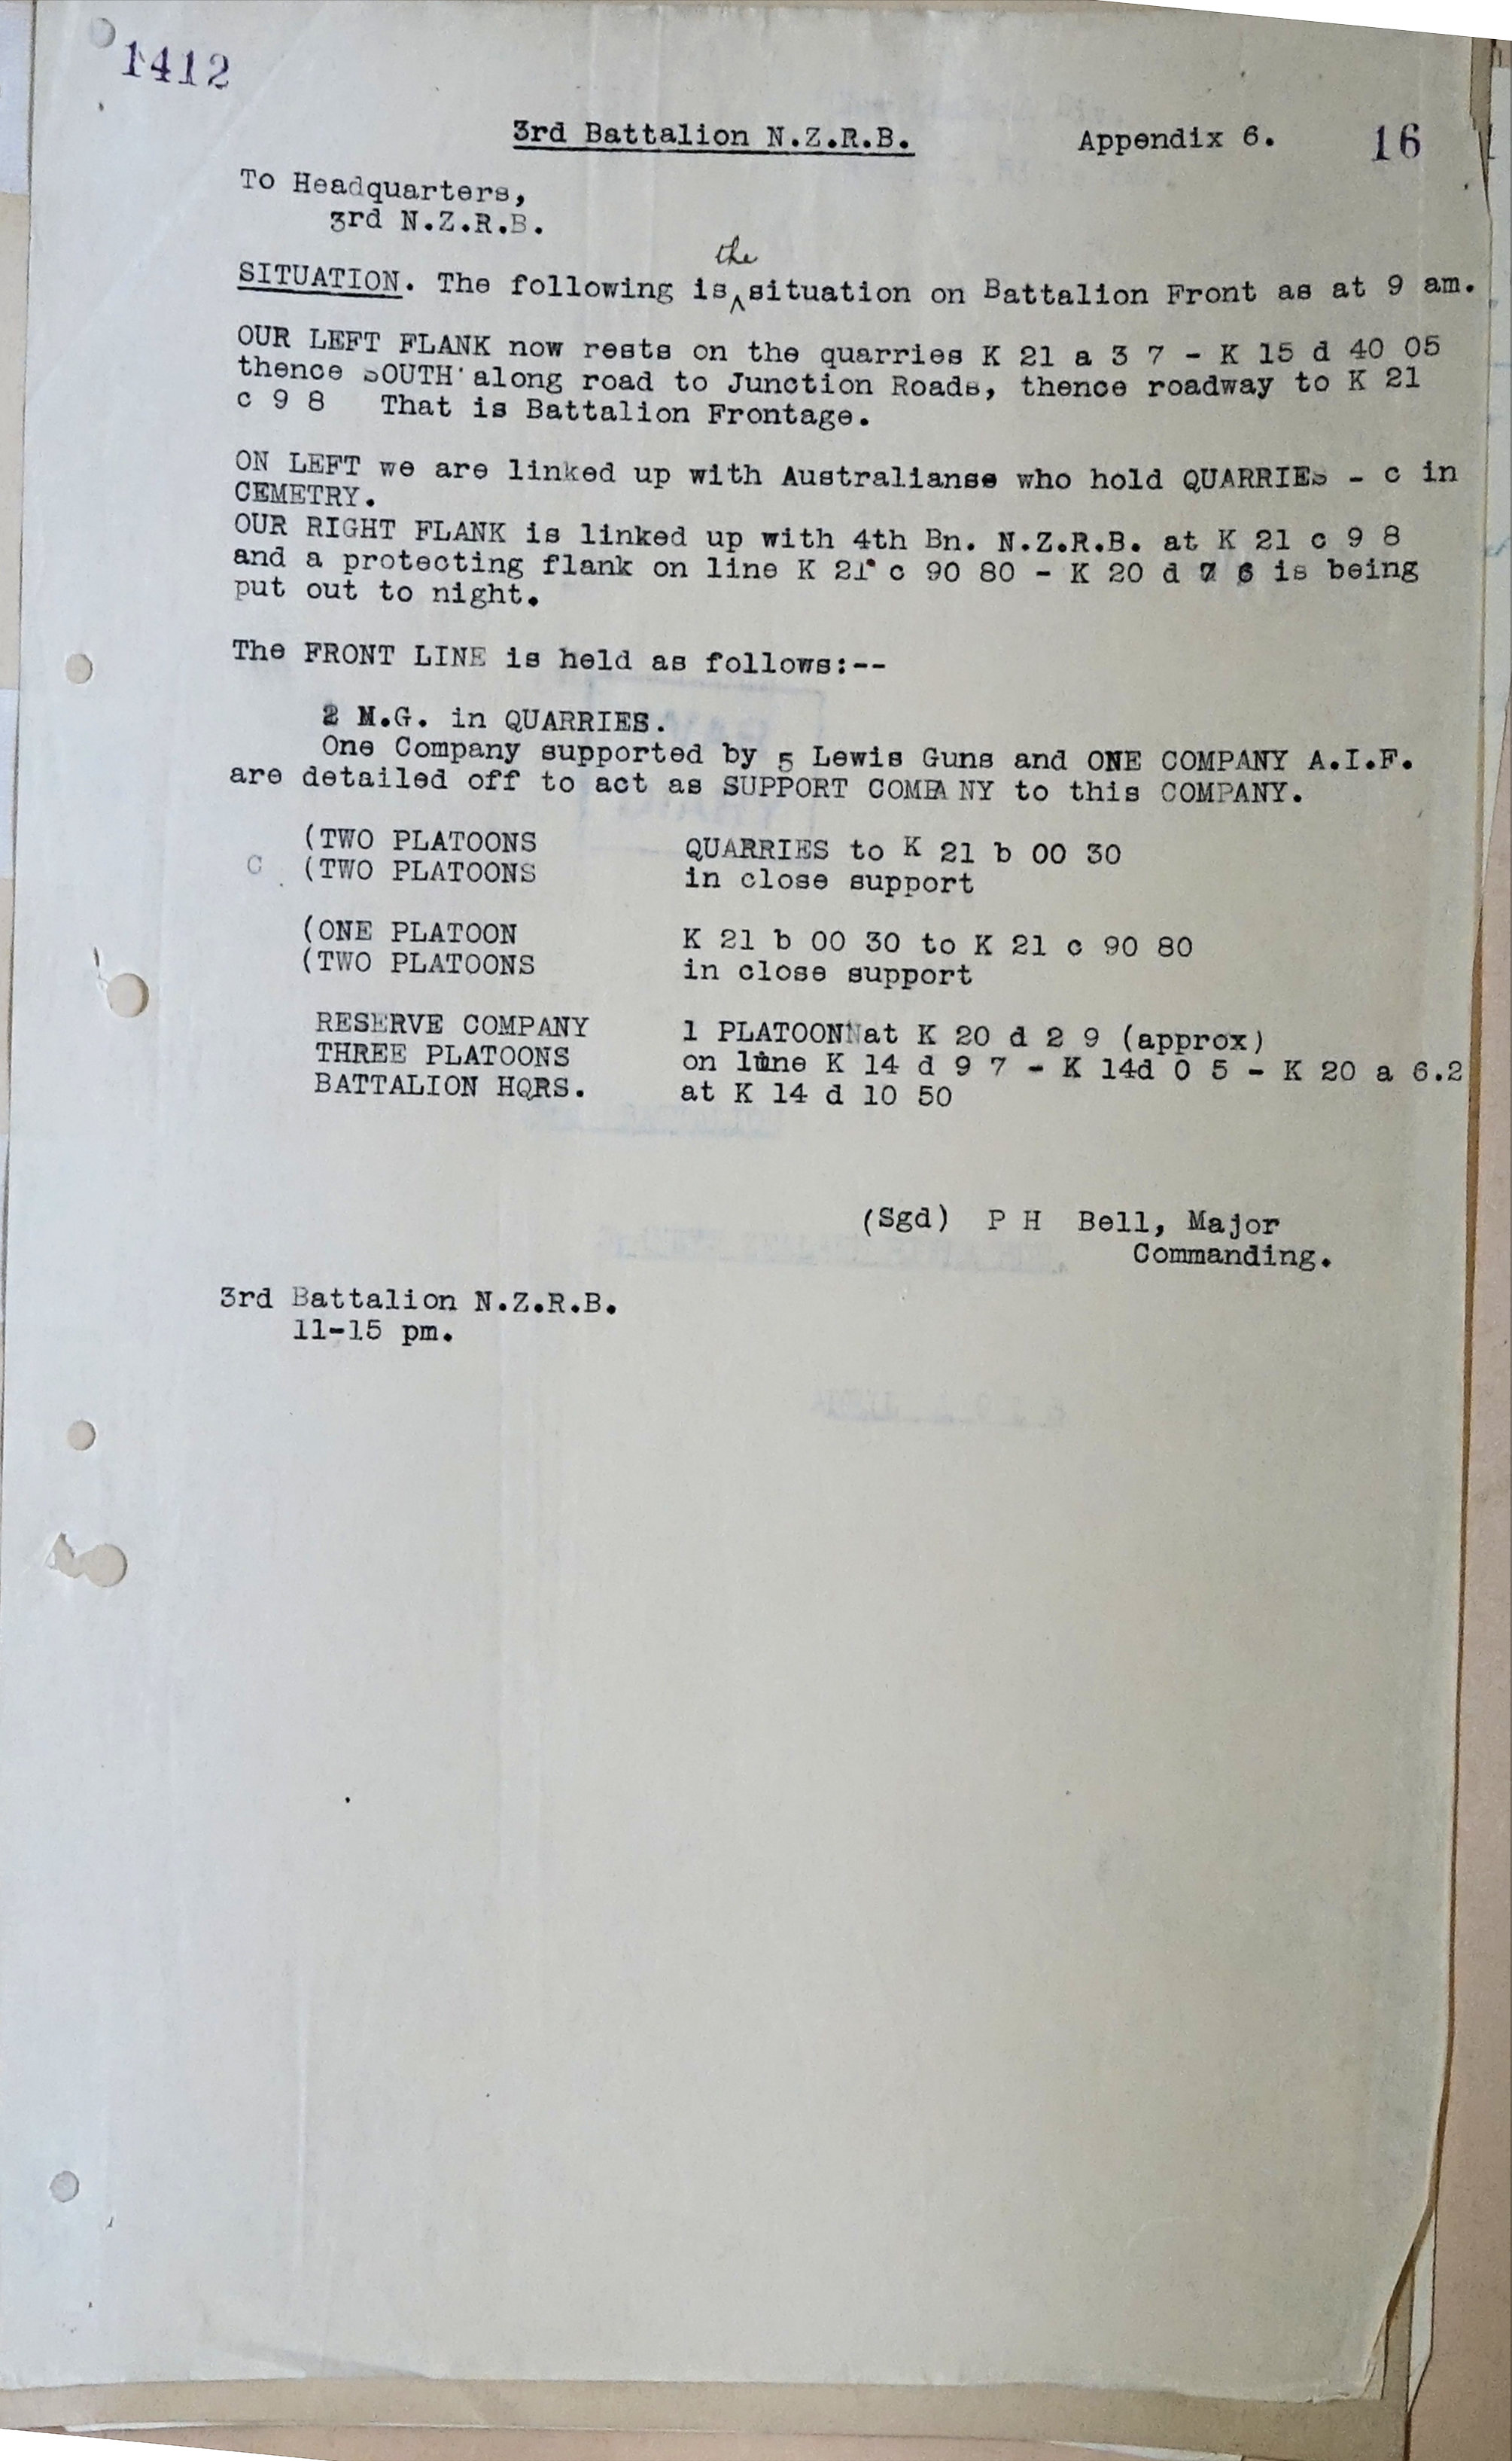 1412
3rd Battalion N.Z.R.B. Appendix 6. 16
To Headquarters,
3rd N.Z.R.B.
the
SITUATION. The following is^situation on Battalion Front as at 9 am.
OUR LEFT FLANK now rests on the quarries K 21 a 3 7 - K 15 d 40 05
thence SOUTH along road to Junction Roads, thence roadway to K 21
c 9 8 That is Battalion Frontage.
ON LEFT we are linked up with Australianse who hold QUARRIES - c in
CEMETRY.
OUR RIGHT FLANK is linked up with 4th Bn. N.Z.R.B. at K 21 c 9 8
and a protecting flank on line K 21 c 90 80 - K 20 d 7 6 is being
put out to night.
The FRONT LINE is held as follows:--
2 M.G. in QUARRIES.
One Company supported by 5 Lewis Guns and ONE COMPANY A.I.F.
are detailed off to act as SUPPORT COMPA NY to this COMPANY.
(TWO PLATOONS QUARRIES to K 21 b 00 30
C . (TWO PLATOONS in close support
(ONE PLATOON K 21 b 00 30 to K 21 c 90 80
(TWO PLATOONS in close support
RESERVE COMPANY 1 PLATOONNat K 20 d 2 9 (approx)
THREE PLATOONS on line K 14 d 9 7 - K 14d 0 5 - K 20 a 6.2
BATTALION HQRS. at K 14 d 10 50
(Sgd) P H Bell, Major
Commanding.
3rd Battalion N.Z.R.B.
11-15 pm.